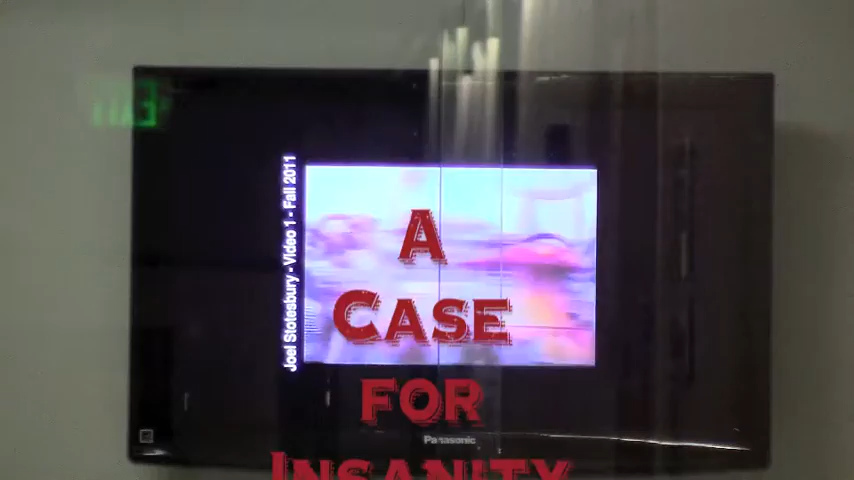 Joel Stotesbury - Video 1 - Fall 2011
A
CASE
FOR
INSANITY
Panasonic